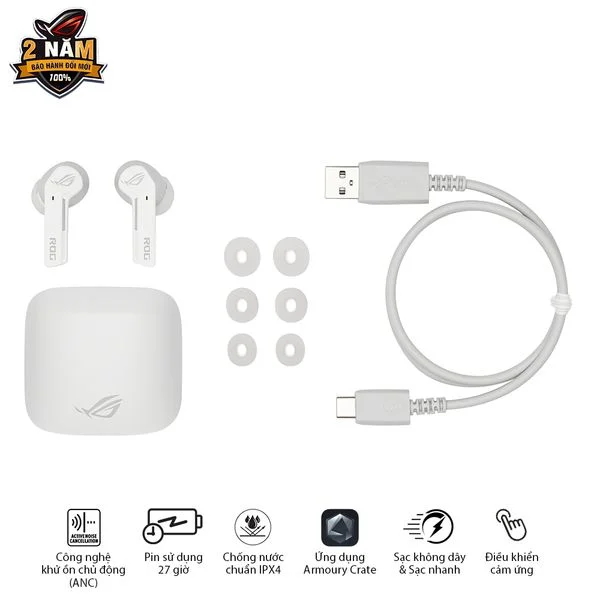 2 NĂM
BẢO HÀNH ĐỔI MỚI
100%
ROG
ROG
ACTIVE NOISE
CANCELLATION
Công nghệ
khử ồn chủ động
(ANC)
Pin sử dụng
27 giờ
Chống nước
chuẩn IPX4
Ứng dụng
Armoury Crate
Sạc không dây
& Sạc nhanh
Điều khiển
cảm ứng